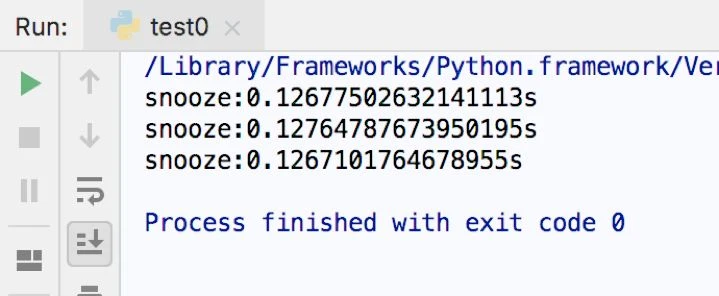 Run: test0
/Library/Frameworks/Python.framework/Ver
snooze:0.12677502632141113s
snooze:0.12764787673950195s
snooze:0.1267101764678955s
Process finished with exit code 0